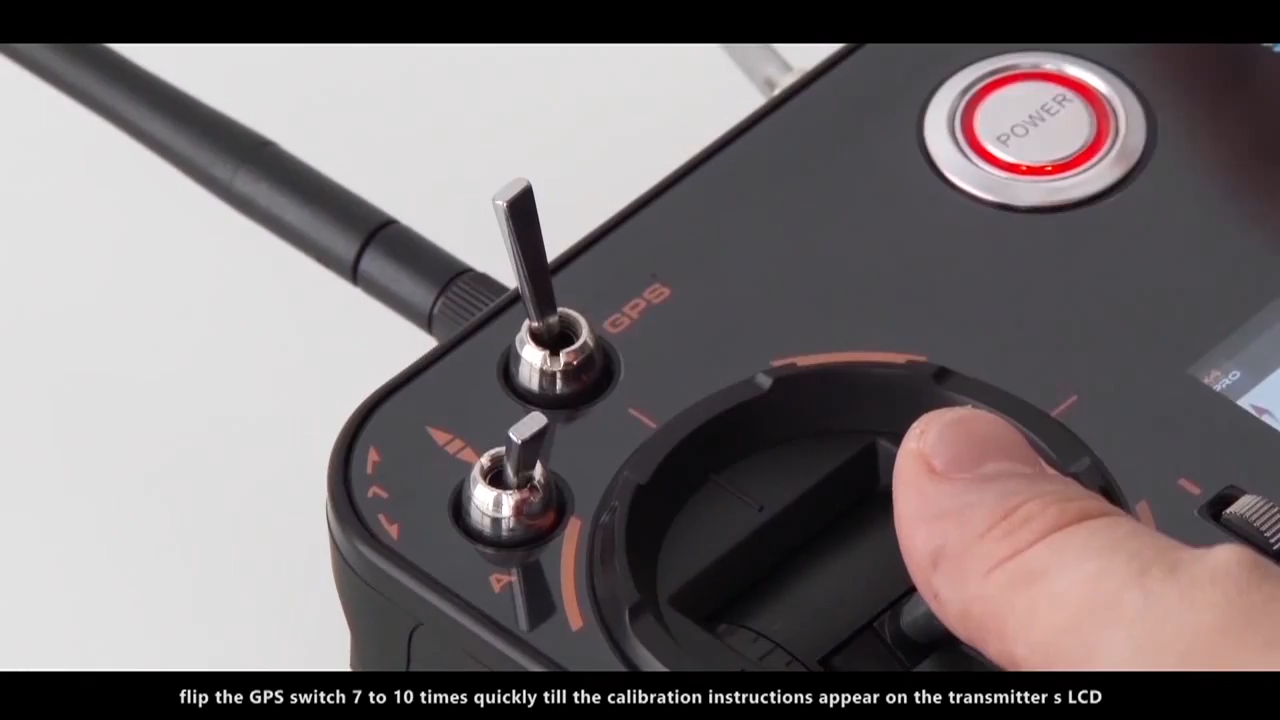 POWER
GPS
PRO
A
flip the GPS switch 7 to 10 times quickly till the calibration instructions appear on the transmitter s LCD